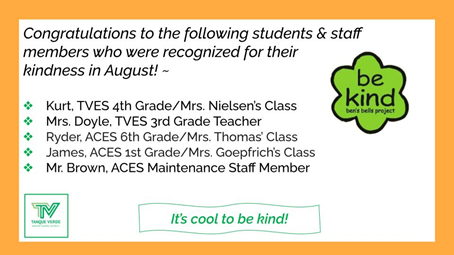 Congratulations to the following students & staff
members who were recognized for their
kindness in August! ~
Kurt, TVES 4th Grade/Mrs. Nielsen's Class
Mrs. Doyle, TVES 3rd Grade Teacher
Ryder, ACES 6th Grade/Mrs. Thomas' Class
James, ACES 1st Grade/Mrs. Goepfrich's Class
Mr. Brown, ACES Maintenance Staff Member
be
kind
ben's bells project
TV
TANQUE VERDE
It's cool to be kind!